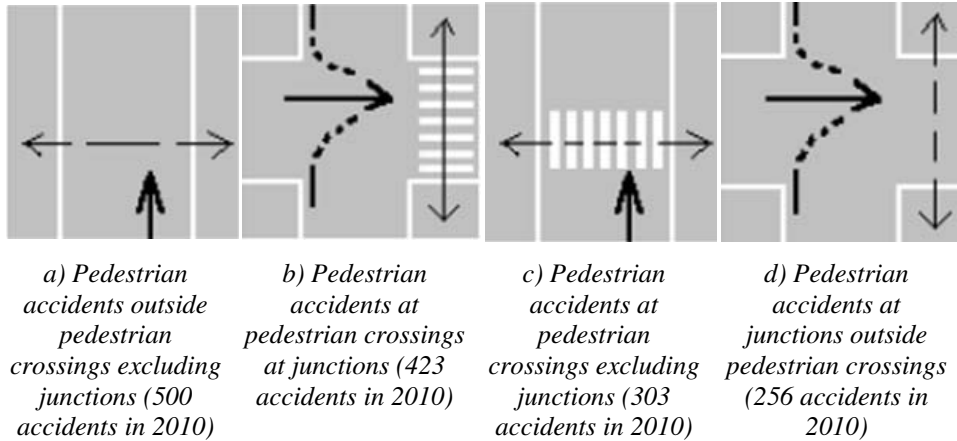 a) Pedestrian
accidents outside
pedestrian
crossings excluding
junctions (500
accidents in 2010)
b) Pedestrian
accidents at
pedestrian crossings
at junctions (423
accidents in 2010)
c) Pedestrian
accidents at
pedestrian
crossings excluding
junctions (303
accidents in 2010)
d) Pedestrian
accidents at
junctions outside
pedestrian crossings
(256 accidents in
2010)